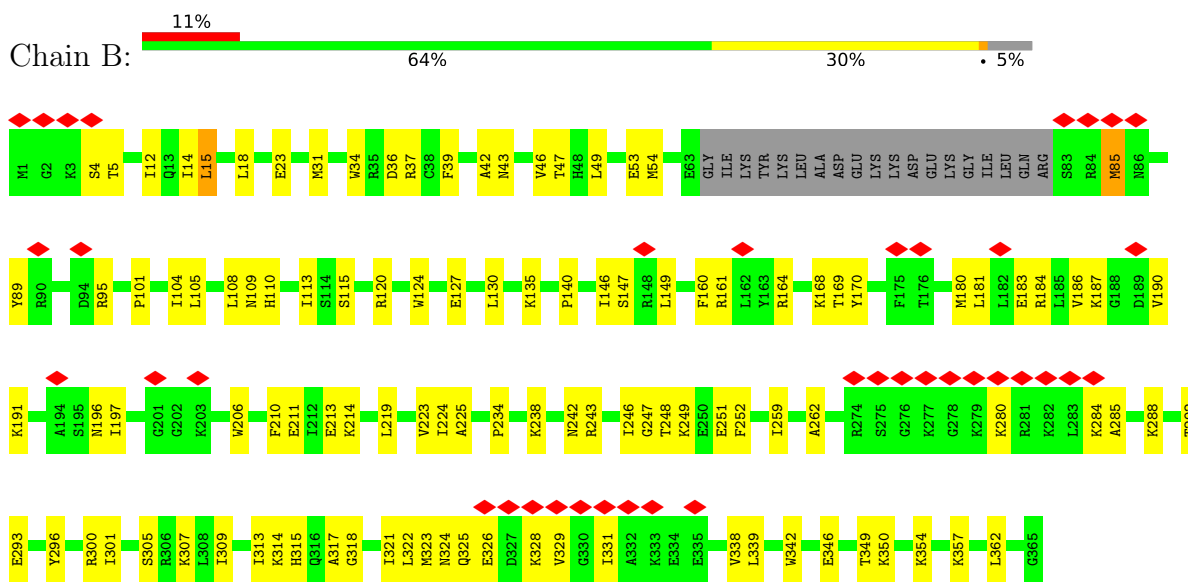 11%
Chain B:
64% 30% • 5%
M1 G2 K3 S4 T5 I12 Q13 I14 L15 L18 E23 M31 W34 R35 D36 R37 C38 F39 A42 N43 V46 T47 H48 L49 E53 M54 E63 GLY ILE LYS TYR LYS LEU ALA ASP GLU LYS LYS ASP GLU LYS GLY ILE LEU GLN ARG S83 R84 M85 N86
Y89 R90 D94 R95 P101 I104 L105 L108 N109 H110 I113 S114 S115 R120 W124 E127 L130 K135 P140 I146 S147 R148 L149 F160 R161 L162 Y163 R164 K168 T169 Y170 F175 T176 M180 L181 L182 E183 R184 L185 V186 K187 G188 D189 V190
K191 A194 S195 N196 I197 G201 G202 K203 W206 F210 E211 I212 E213 K214 L219 V223 I224 A225 P234 K238 N242 R243 I246 G247 T248 K249 E250 E251 F252 I259 A262 R274 S275 G276 K277 G278 K279 K280 R281 K282 L283 K284 A285 K288
E293 Y296 R300 I301 S305 R306 K307 L308 I309 I313 K314 H315 Q316 A317 G318 I321 L322 M323 N324 Q325 E326 D327 K328 V329 G330 I331 A332 K333 E334 E335 V338 L339 W342 E346 T349 K350 K354 K357 L362 G365